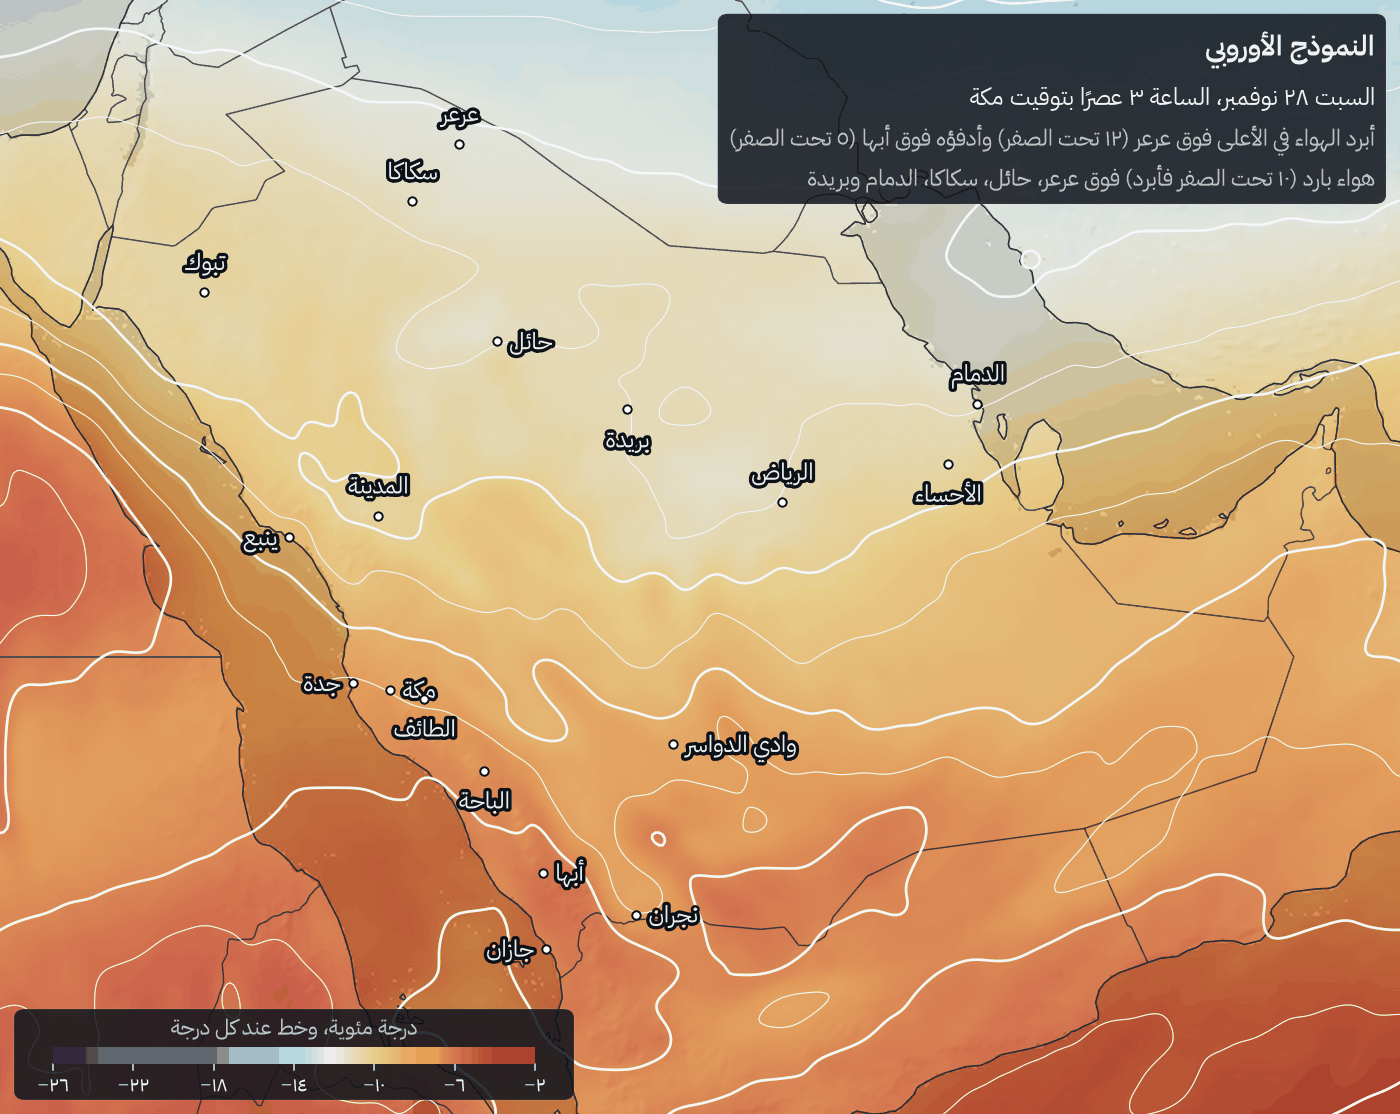 النموذج الأوروبي
السبت ٢٨ نوفمبر، الساعة ٣ عصرًا بتوقيت مكة
أبرد الهواء في الأعلى فوق عرعر (١٢ تحت الصفر) وأدفؤه فوق أبها (٥ تحت الصفر)
هواء بارد (١٠ تحت الصفر فأبرد) فوق عرعر، حائل، سكاكا، الدمام وبريدة
عرعر
سكاكا
تبوك
حائل
الدمام
بريدة
الرياض
الأحساء
المدينة
ينبع
جدة
مكة
الطائف
وادي الدواسر
الباحة
أبها
نجران
جازان
درجة مئوية، وخط عند كل درجة
−٢٦ −٢٢ −١٨ −١٤ −١٠ −٦ −٢